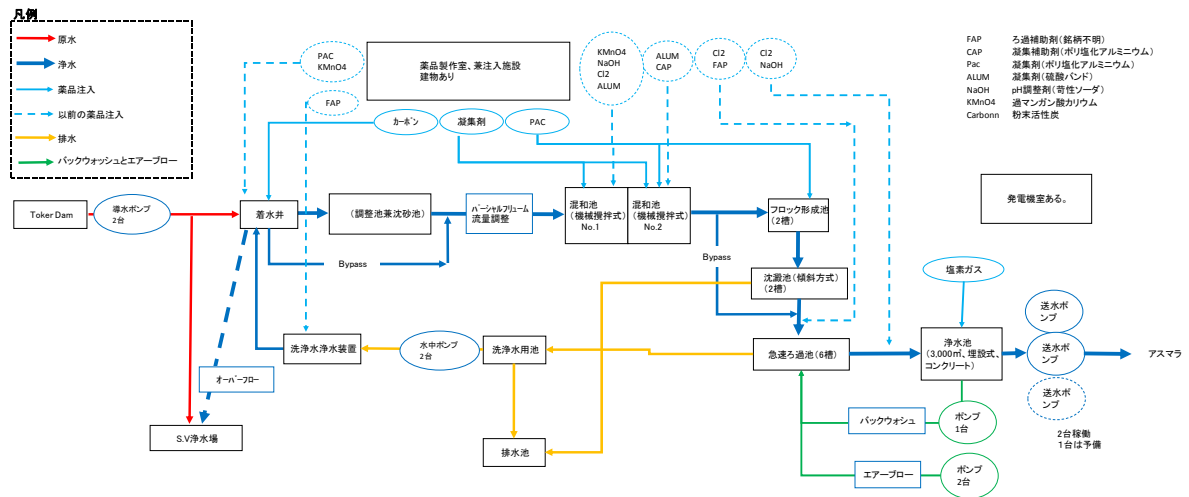 凡例
原水
浄水
薬品注入
以前の薬品注入
排水
バックウォッシュとエアーブロー
PAC
KMnO4
FAP
薬品製作室、兼注入施設
建物あり
KMnO4
NaOH
Cl2
ALUM
ALUM
CAP
Cl2
FAP
Cl2
NaOH
FAP ろ過補助剤(銘柄不明)
CAP 凝集補助剤(ポリ塩化アルミニウム)
Pac 凝集剤(ポリ塩化アルミニウム)
ALUM 凝集剤(硫酸バンド)
NaOH pH調整剤(苛性ソーダ)
KMnO4 過マンガン酸カリウム
Carbonn 粉末活性炭
カーボン
凝集剤
PAC
発電機室ある。
Toker Dam
導水ポンプ
2台
着水井
(調整池兼沈砂池)
パーシャルフリューム
流量調整
混和池
(機械撹拌式)
No.1
混和池
(機械撹拌式)
No.2
フロック形成池
(2槽)
Bypass
Bypass
沈澱池(傾斜方式)
(2槽)
塩素ガス
洗浄水浄水装置
水中ポンプ
2台
洗浄水用池
急速ろ過池(6槽)
浄水池
(3,000㎥、埋設式、
コンクリート)
送水ポ
ンプ
送水ポ
ンプ
送水ポ
ンプ
アスマラ
オーバーフロー
S.V浄水場
排水池
バックウォッシュ
ポンプ
1台
2台稼働
1台は予備
エアーブロー
ポンプ
2台